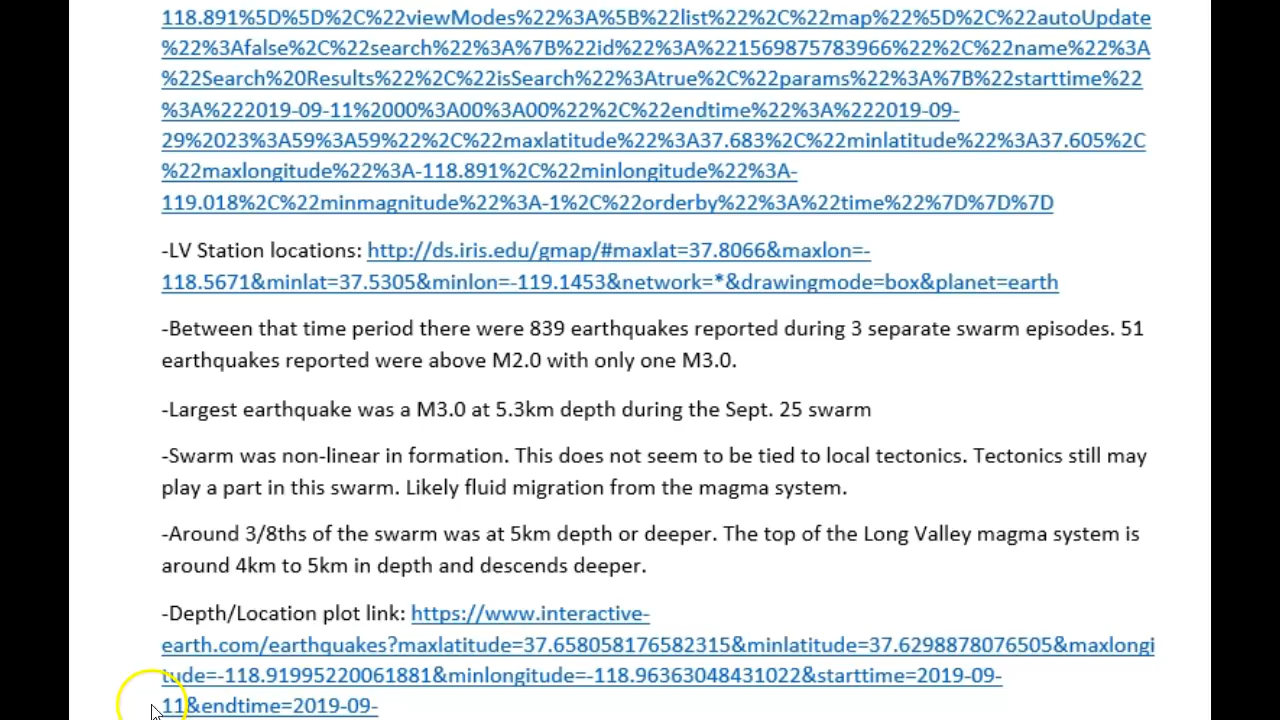 118.891%5D%5D%2C%22viewModes%22%3A%5B%22list%22%2C%22map%22%5D%2C%22autoUpdate
%22%3Afalse%2C%22search%22%3A%7B%22id%22%3A%221569875783966%22%2C%22name%22%3A
%22Search%20Results%22%2C%22isSearch%22%3Atrue%2C%22params%22%3A%7B%22starttime%22
%3A%222019-09-11%2000%3A00%3A00%22%2C%22endtime%22%3A%222019-09-
29%2023%3A59%3A59%22%2C%22maxlatitude%22%3A37.683%2C%22minlatitude%22%3A37.605%2C
%22maxlongitude%22%3A-118.891%2C%22minlongitude%22%3A-
119.018%2C%22minmagnitude%22%3A-1%2C%22orderby%22%3A%22time%22%7D%7D%7D
-LV Station locations: http://ds.iris.edu/gmap/#maxlat=37.8066&maxlon=-
118.5671&minlat=37.5305&minlon=-119.1453&network=*&drawingmode=box&planet=earth
-Between that time period there were 839 earthquakes reported during 3 separate swarm episodes. 51
earthquakes reported were above M2.0 with only one M3.0.
-Largest earthquake was a M3.0 at 5.3km depth during the Sept. 25 swarm
-Swarm was non-linear in formation. This does not seem to be tied to local tectonics. Tectonics still may
play a part in this swarm. Likely fluid migration from the magma system.
-Around 3/8ths of the swarm was at 5km depth or deeper. The top of the Long Valley magma system is
around 4km to 5km in depth and descends deeper.
-Depth/Location plot link: https://www.interactive-
earth.com/earthquakes?maxlatitude=37.658058176582315&minlatitude=37.6298878076505&maxlongi
tude=-118.91995220061881&minlongitude=-118.96363048431022&starttime=2019-09-
11&endtime=2019-09-